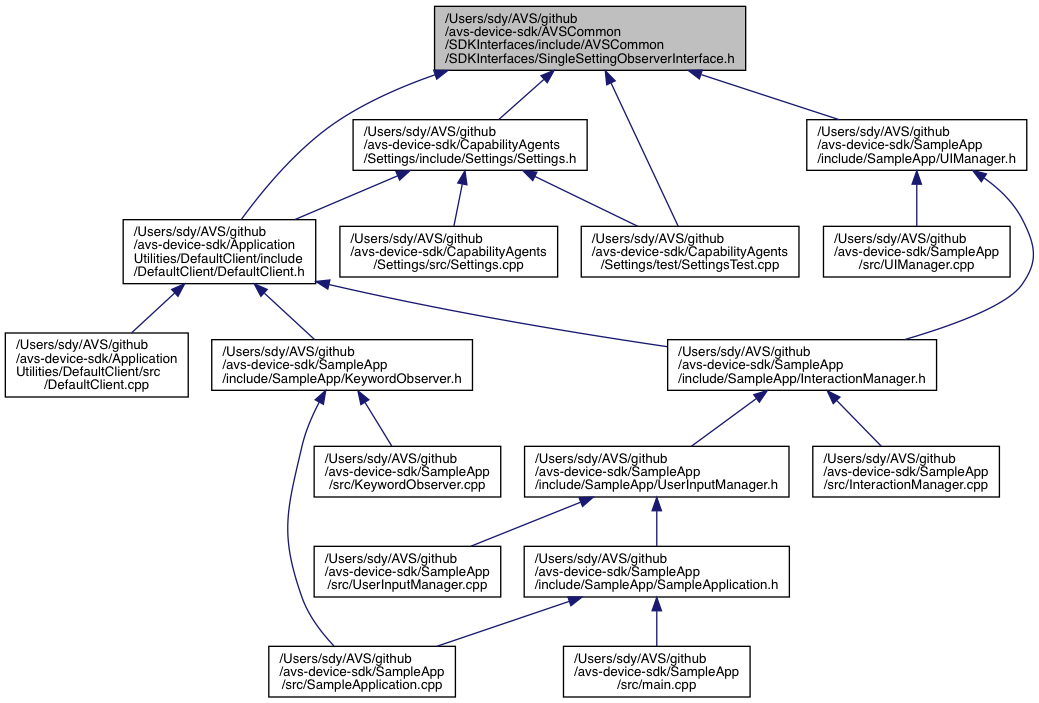 /Users/sdy/AVS/github
/avs-device-sdk/AVSCommon
/SDKInterfaces/include/AVSCommon
/SDKInterfaces/SingleSettingObserverInterface.h
/Users/sdy/AVS/github
/avs-device-sdk/CapabilityAgents
/Settings/include/Settings/Settings.h
/Users/sdy/AVS/github
/avs-device-sdk/SampleApp
/include/SampleApp/UIManager.h
/Users/sdy/AVS/github
/avs-device-sdk/Application
Utilities/DefaultClient/include
/DefaultClient/DefaultClient.h
/Users/sdy/AVS/github
/avs-device-sdk/CapabilityAgents
/Settings/src/Settings.cpp
/Users/sdy/AVS/github
/avs-device-sdk/CapabilityAgents
/Settings/test/SettingsTest.cpp
/Users/sdy/AVS/github
/avs-device-sdk/SampleApp
/src/UIManager.cpp
/Users/sdy/AVS/github
/avs-device-sdk/Application
Utilities/DefaultClient/src
/DefaultClient.cpp
/Users/sdy/AVS/github
/avs-device-sdk/SampleApp
/include/SampleApp/KeywordObserver.h
/Users/sdy/AVS/github
/avs-device-sdk/SampleApp
/include/SampleApp/InteractionManager.h
/Users/sdy/AVS/github
/avs-device-sdk/SampleApp
/src/KeywordObserver.cpp
/Users/sdy/AVS/github
/avs-device-sdk/SampleApp
/include/SampleApp/UserInputManager.h
/Users/sdy/AVS/github
/avs-device-sdk/SampleApp
/src/InteractionManager.cpp
/Users/sdy/AVS/github
/avs-device-sdk/SampleApp
/src/UserInputManager.cpp
/Users/sdy/AVS/github
/avs-device-sdk/SampleApp
/include/SampleApp/SampleApplication.h
/Users/sdy/AVS/github
/avs-device-sdk/SampleApp
/src/SampleApplication.cpp
/Users/sdy/AVS/github
/avs-device-sdk/SampleApp
/src/main.cpp